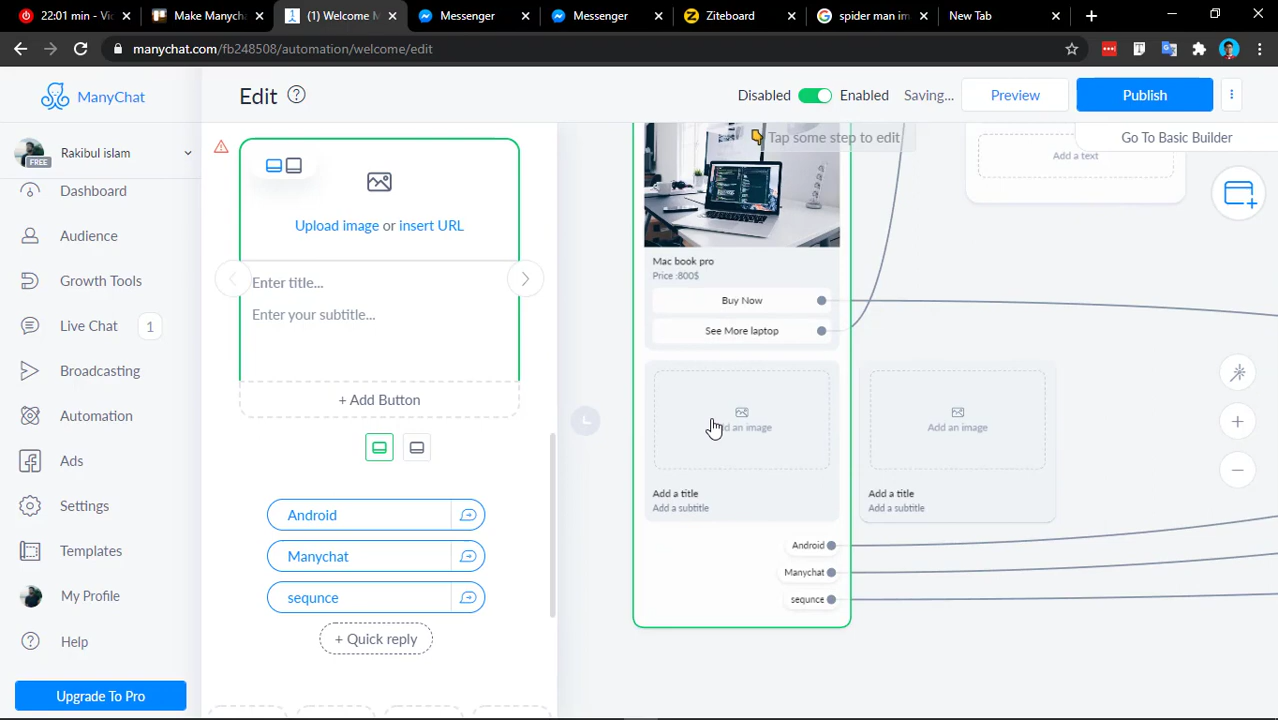 22:01 min - Vic
Make Manycha
(1) Welcome M
Messenger
Messenger
Ziteboard
spider man im
New Tab
manychat.com/fb248508/automation/welcome/edit
ManyChat
Edit
Disabled
Enabled
Saving...
Preview
Publish
FREE
Rakibul islam
Tap some step to edit
Go To Basic Builder
Add a text
Dashboard
Audience
Growth Tools
Live Chat
1
Broadcasting
Automation
Ads
Settings
Templates
My Profile
Help
Upgrade To Pro
Upload image or insert URL
Enter title...
Enter your subtitle...
+ Add Button
Android
Manychat
sequnce
+ Quick reply
Mac book pro
Price :800$
Buy Now
See More laptop
an image
Add an image
Add a title
Add a subtitle
Add a title
Add a subtitle
Android
Manychat
sequnce